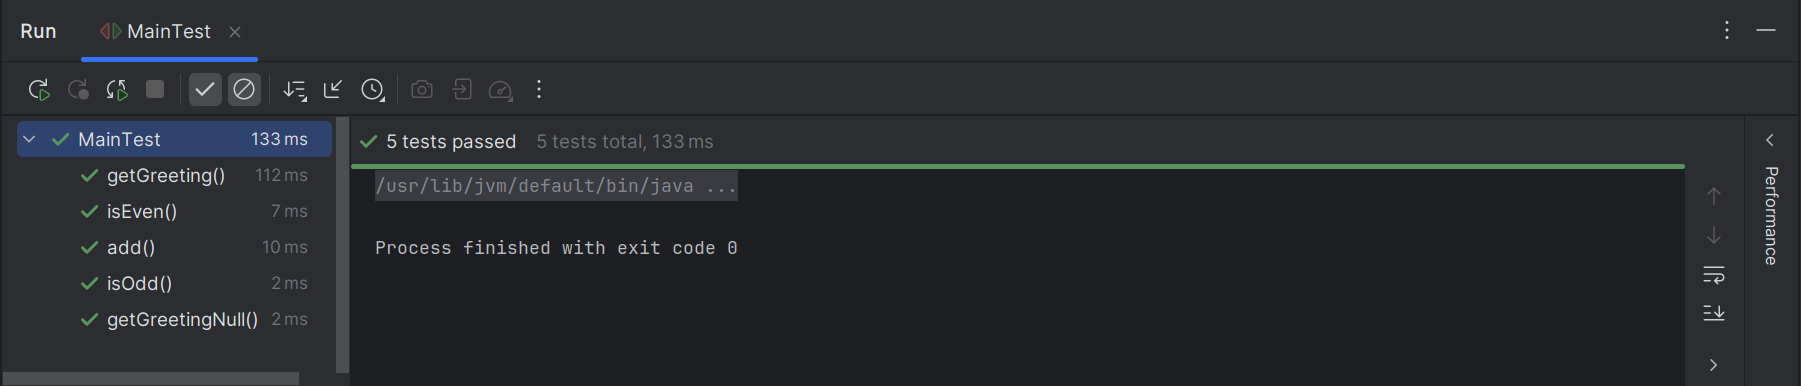 Run MainTest
MainTest 133 ms
getGreeting() 112 ms
isEven() 7 ms
add() 10 ms
isOdd() 2 ms
getGreetingNull() 2 ms
5 tests passed 5 tests total, 133 ms
/usr/lib/jvm/default/bin/java ...
Process finished with exit code 0
Performance